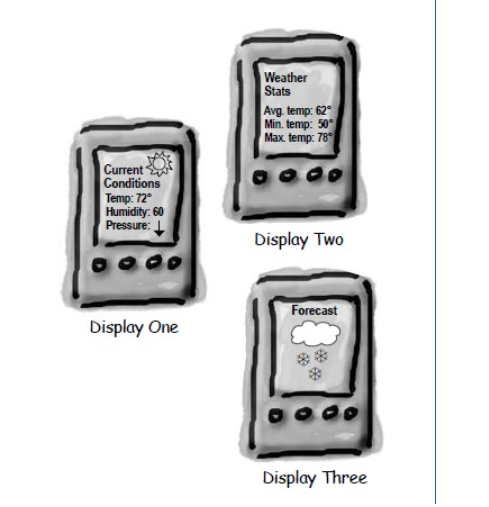 Weather
Stats
Avg. temp: 62°
Min. temp: 50°
Max. temp: 78°
Display Two
Current
Conditions
Temp: 72°
Humidity: 60
Pressure:
Display One
Forecast
Display Three